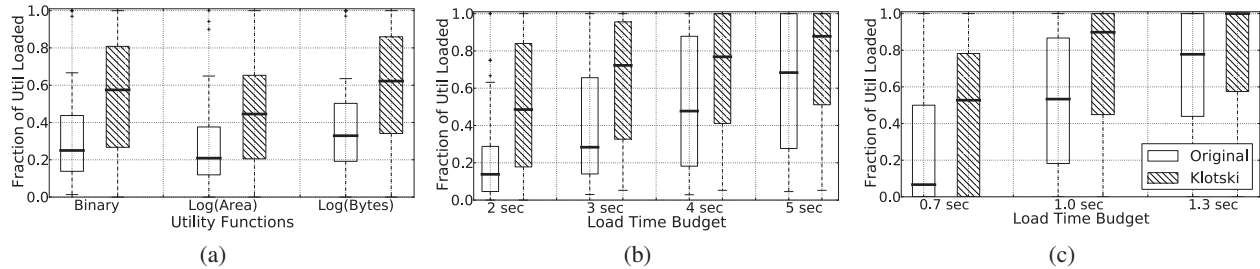 Fraction of Util Loaded
1.0
0.8
0.6
0.4
0.2
0.0
Binary Log(Area) Log(Bytes)
Utility Functions
(a)
Fraction of Util Loaded
1.0
0.8
0.6
0.4
0.2
0.0
2 sec 3 sec 4 sec 5 sec
Load Time Budget
(b)
Fraction of Util Loaded
1.0
0.8
0.6
0.4
0.2
0.0
0.7 sec 1.0 sec 1.3 sec
Load Time Budget
Original
Klotski
(c)